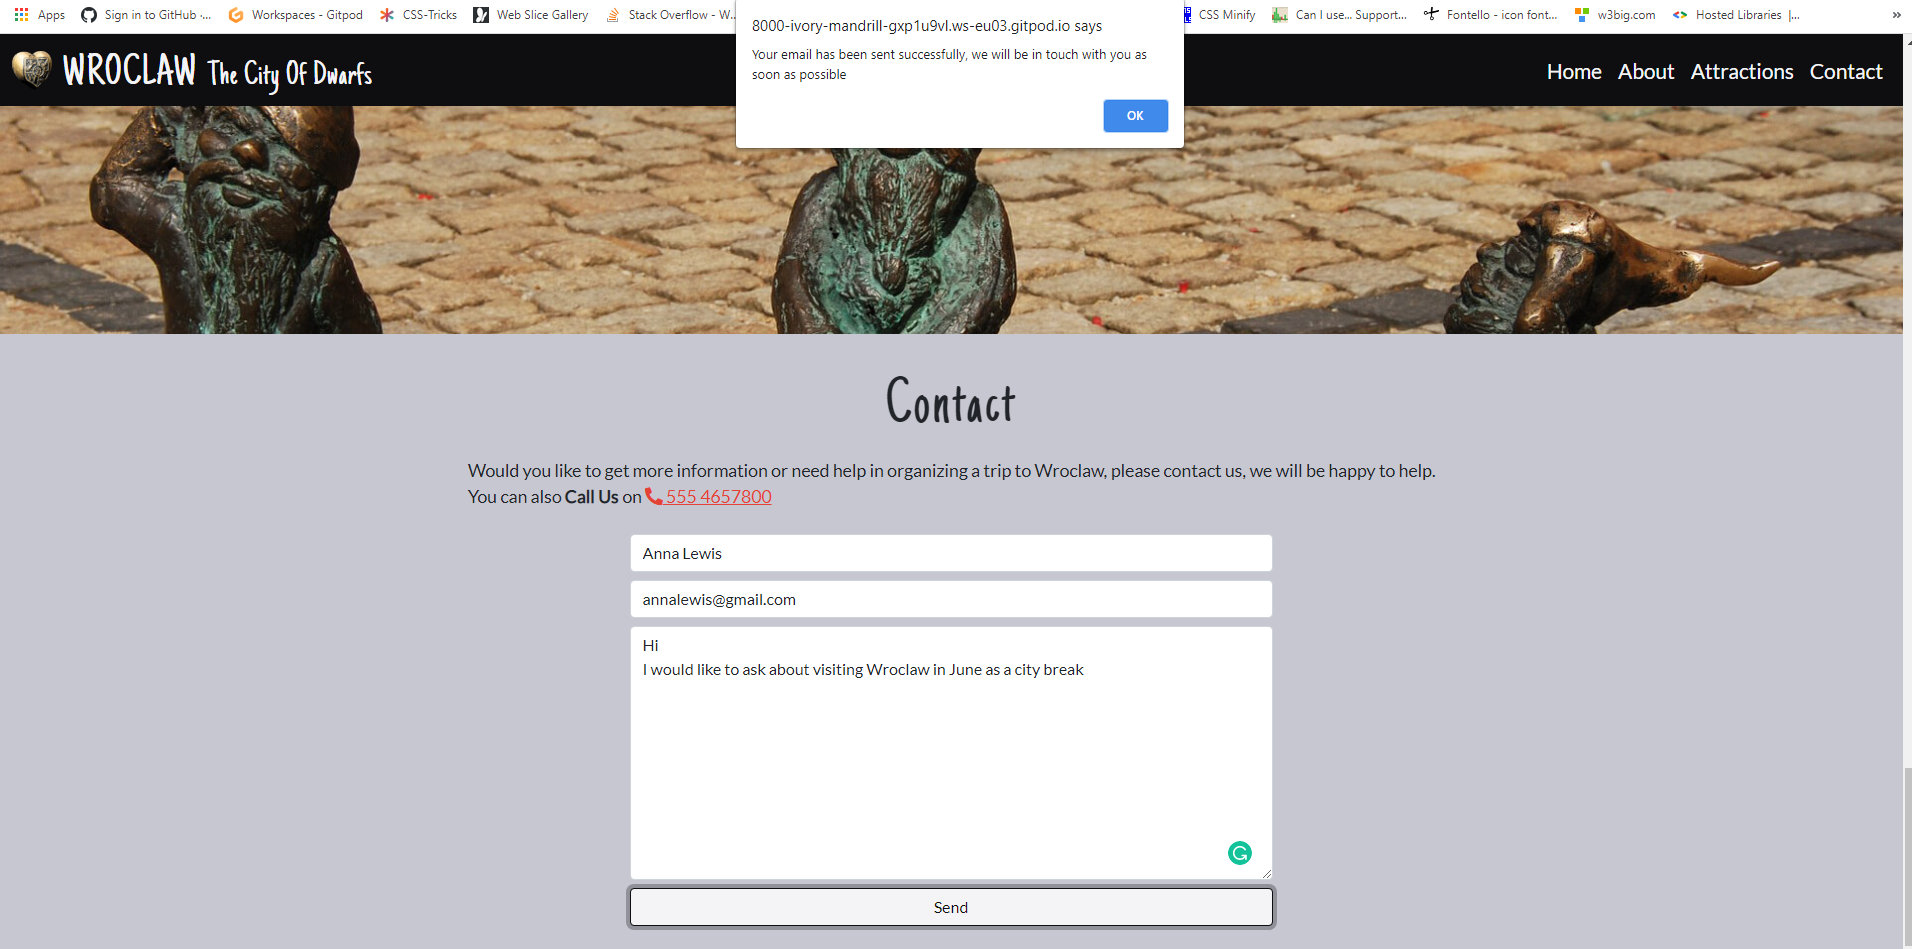 Apps Sign in to GitHub ·... Workspaces - Gitpod CSS-Tricks Web Slice Gallery Stack Overflow - W... CSS Minify Can I use... Support... Fontello - icon font... w3big.com Hosted Libraries |... »
8000-ivory-mandrill-gxp1u9vl.ws-eu03.gitpod.io says
Your email has been sent successfully, we will be in touch with you as
soon as possible
OK
WROCLAW The City Of Dwarfs
Home About Attractions Contact
Contact
Would you like to get more information or need help in organizing a trip to Wroclaw, please contact us, we will be happy to help.
You can also Call Us on 555 4657800
Anna Lewis
annalewis@gmail.com
Hi
I would like to ask about visiting Wroclaw in June as a city break
Send